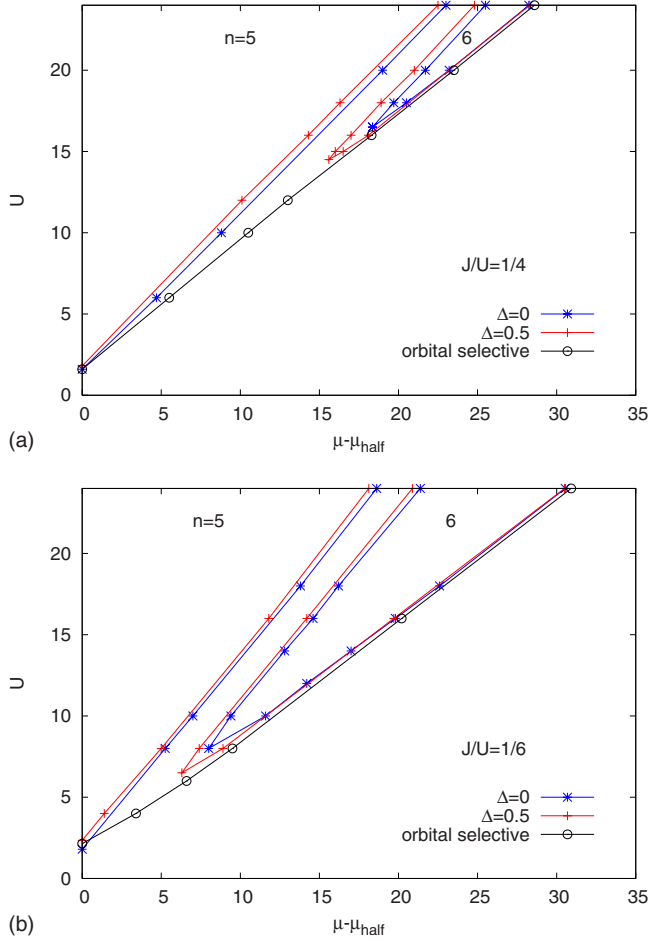 n=5
6
20
15
10
5
0
U
J/U=1/4
Δ=0
Δ=0.5
orbital selective
0 5 10 15 20 25 30 35
(a)
μ-μhalf
n=5
6
20
15
10
5
0
U
J/U=1/6
Δ=0
Δ=0.5
orbital selective
0 5 10 15 20 25 30 35
(b)
μ-μhalf